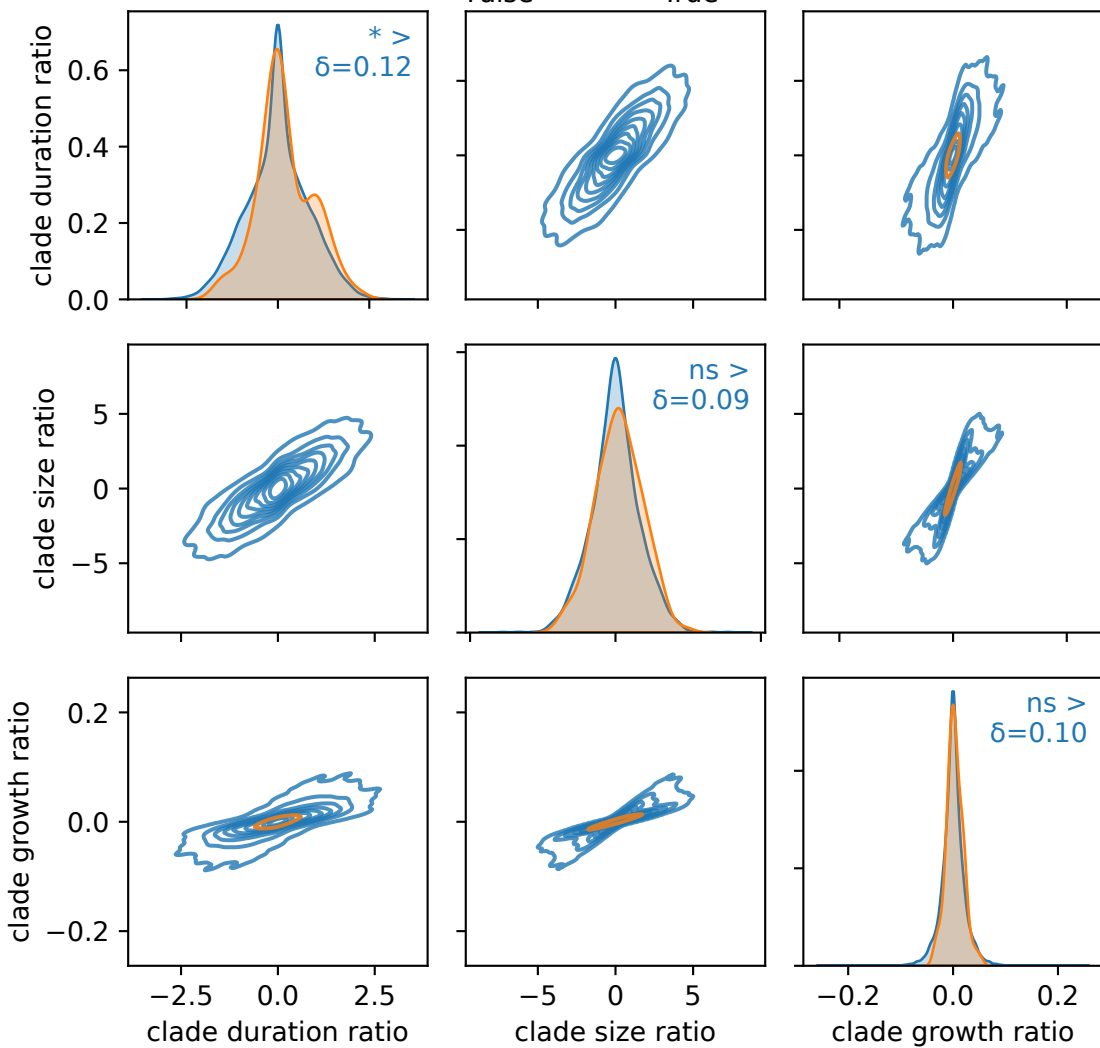 * >
δ=0.12
clade duration ratio
0.6
0.4
0.2
0.0
ns >
δ=0.09
clade size ratio
5
0
−5
ns >
δ=0.10
clade growth ratio
0.2
0.0
−0.2
−2.5 0.0 2.5
−5 0 5
−0.2 0.0 0.2
clade duration ratio
clade size ratio
clade growth ratio